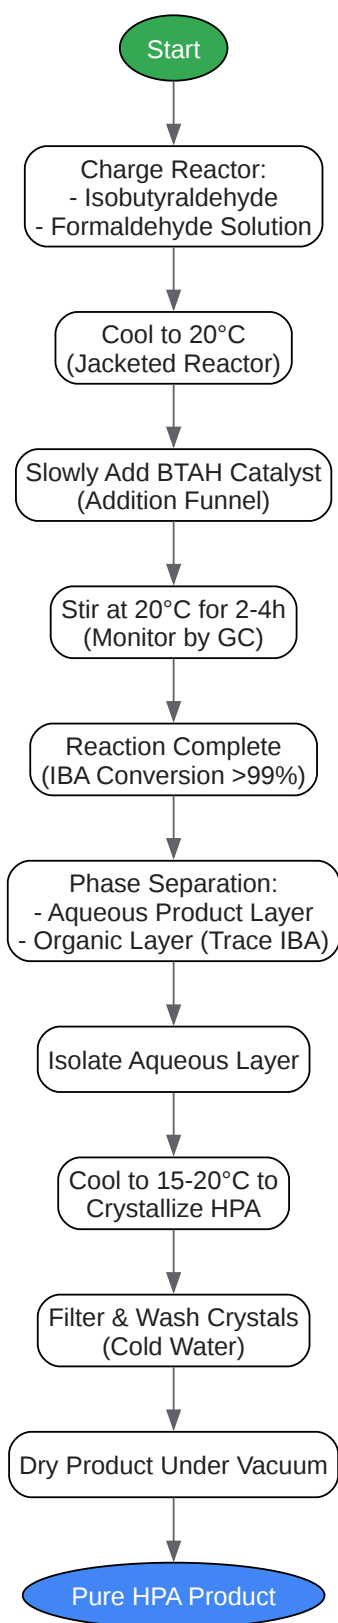 Start
Charge Reactor:
- Isobutyraldehyde
- Formaldehyde Solution
Cool to 20°C
(Jacketed Reactor)
Slowly Add BTAH Catalyst
(Addition Funnel)
Stir at 20°C for 2-4h
(Monitor by GC)
Reaction Complete
(IBA Conversion >99%)
Phase Separation:
- Aqueous Product Layer
- Organic Layer (Trace IBA)
Isolate Aqueous Layer
Cool to 15-20°C to
Crystallize HPA
Filter & Wash Crystals
(Cold Water)
Dry Product Under Vacuum
Pure HPA Product